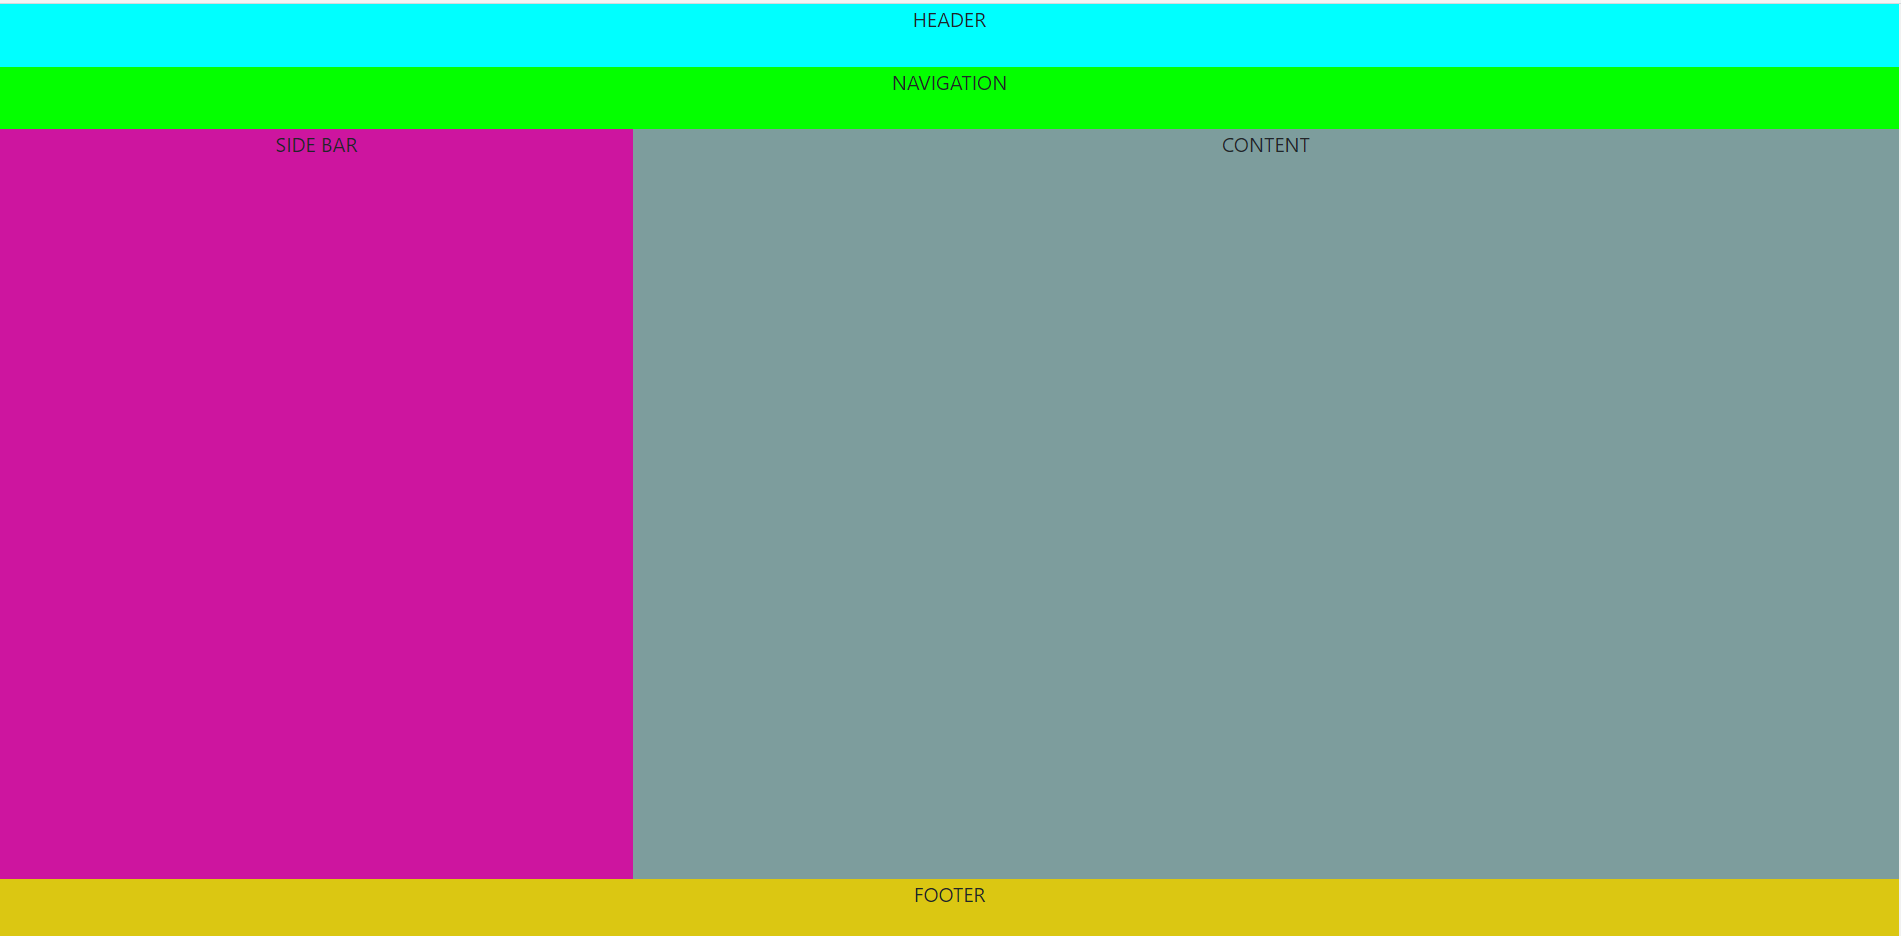 HEADER
NAVIGATION
SIDE BAR
CONTENT
FOOTER